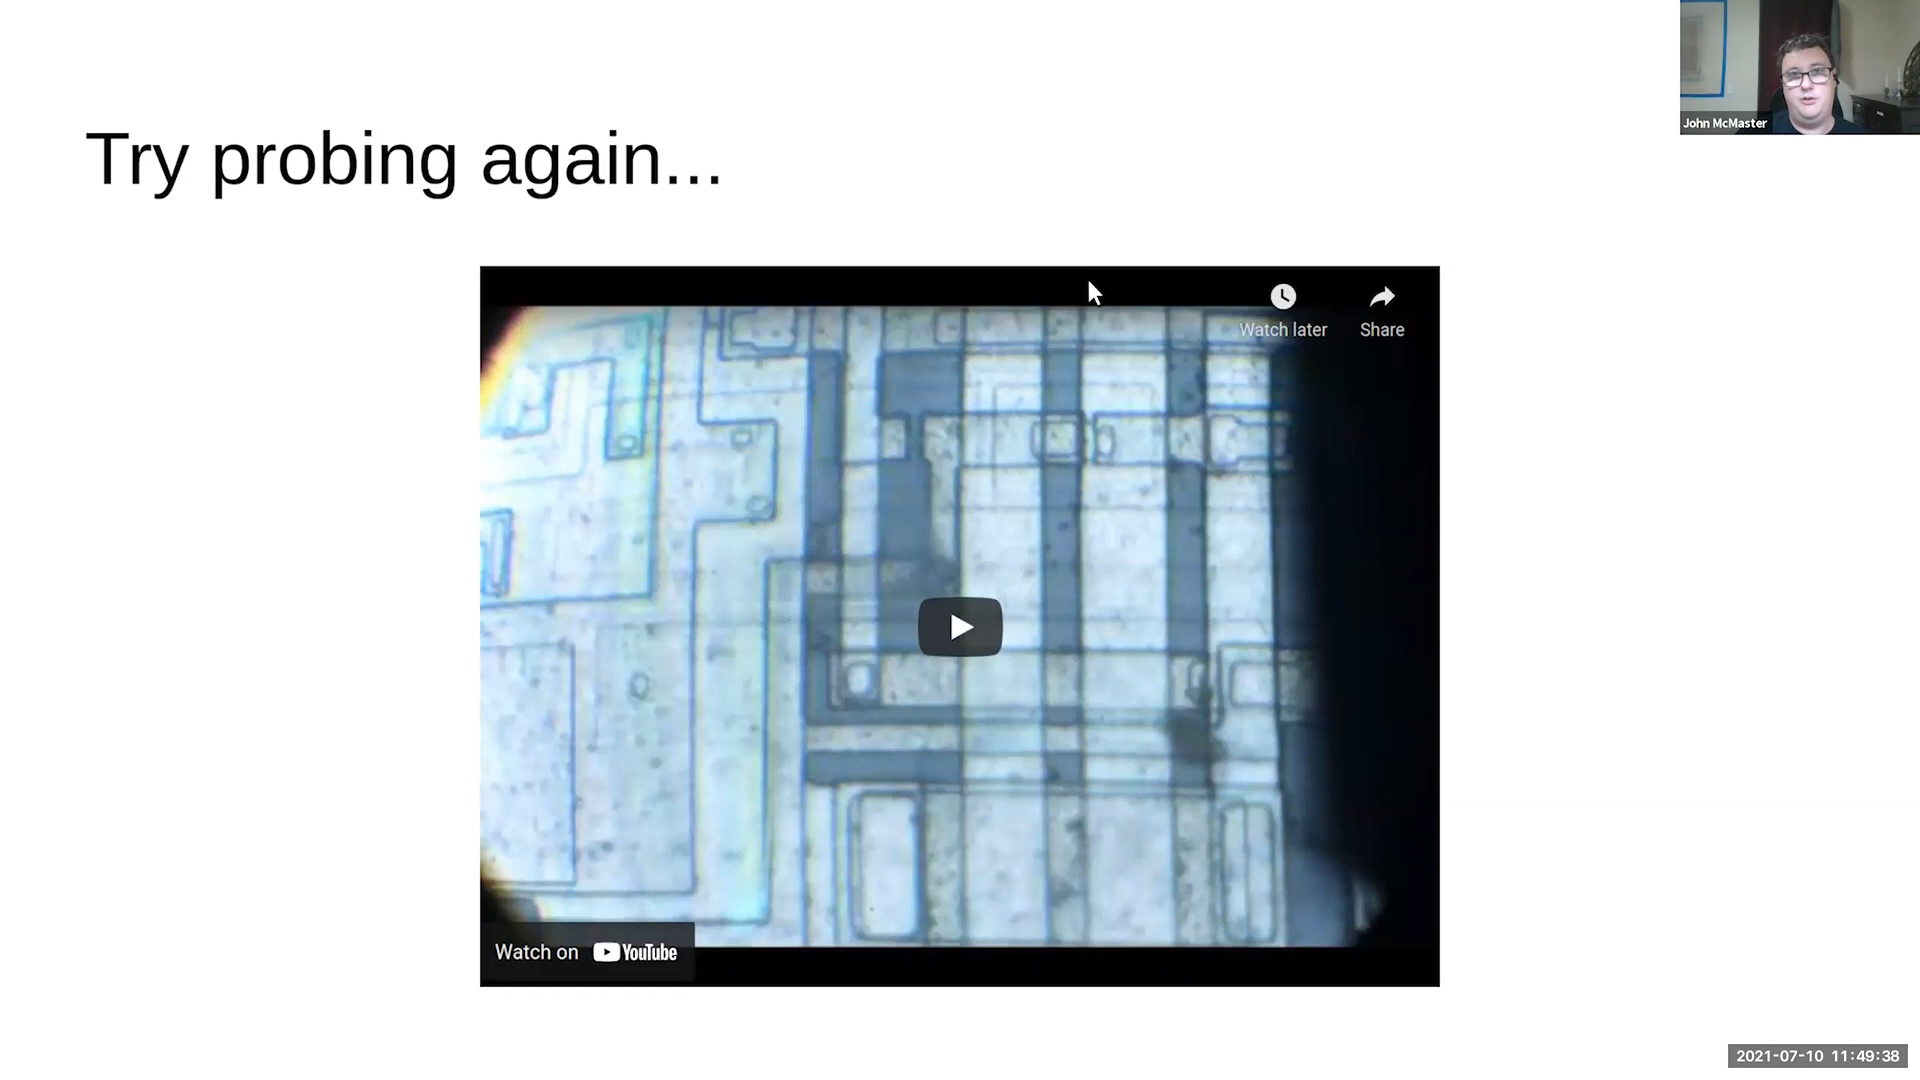 John McMaster
Try probing again...
Watch later
Share
Watch on YouTube
2021-07-10 11:49:38